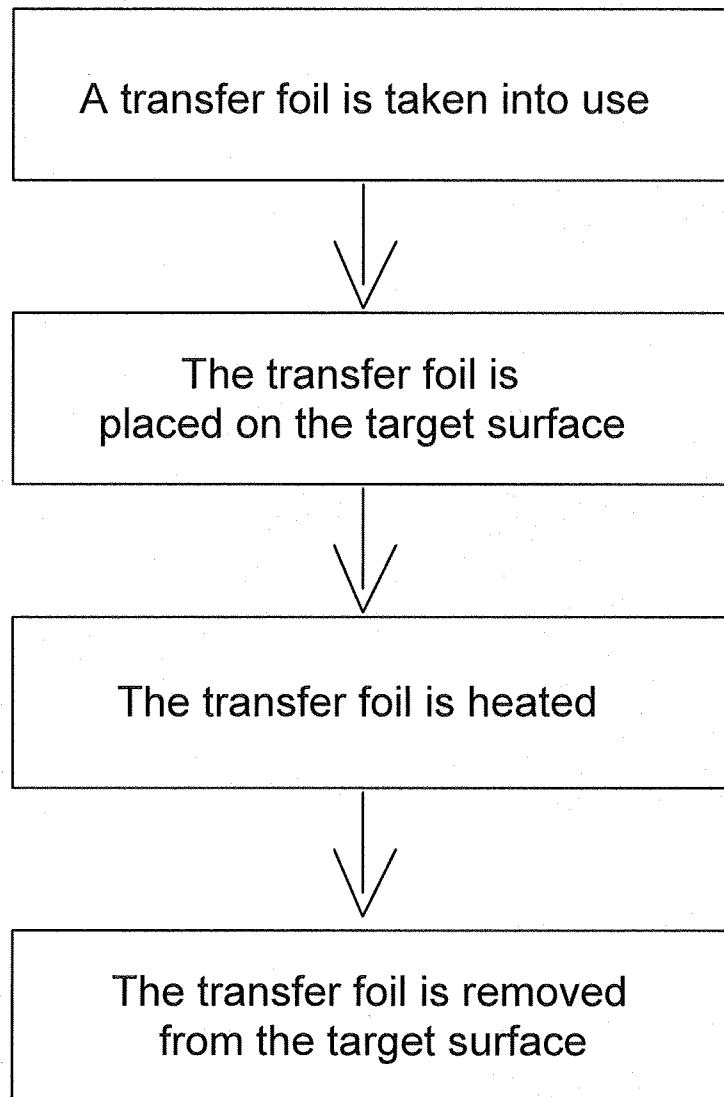 A transfer foil is taken into use
The transfer foil is
placed on the target surface
The transfer foil is heated
The transfer foil is removed
from the target surface